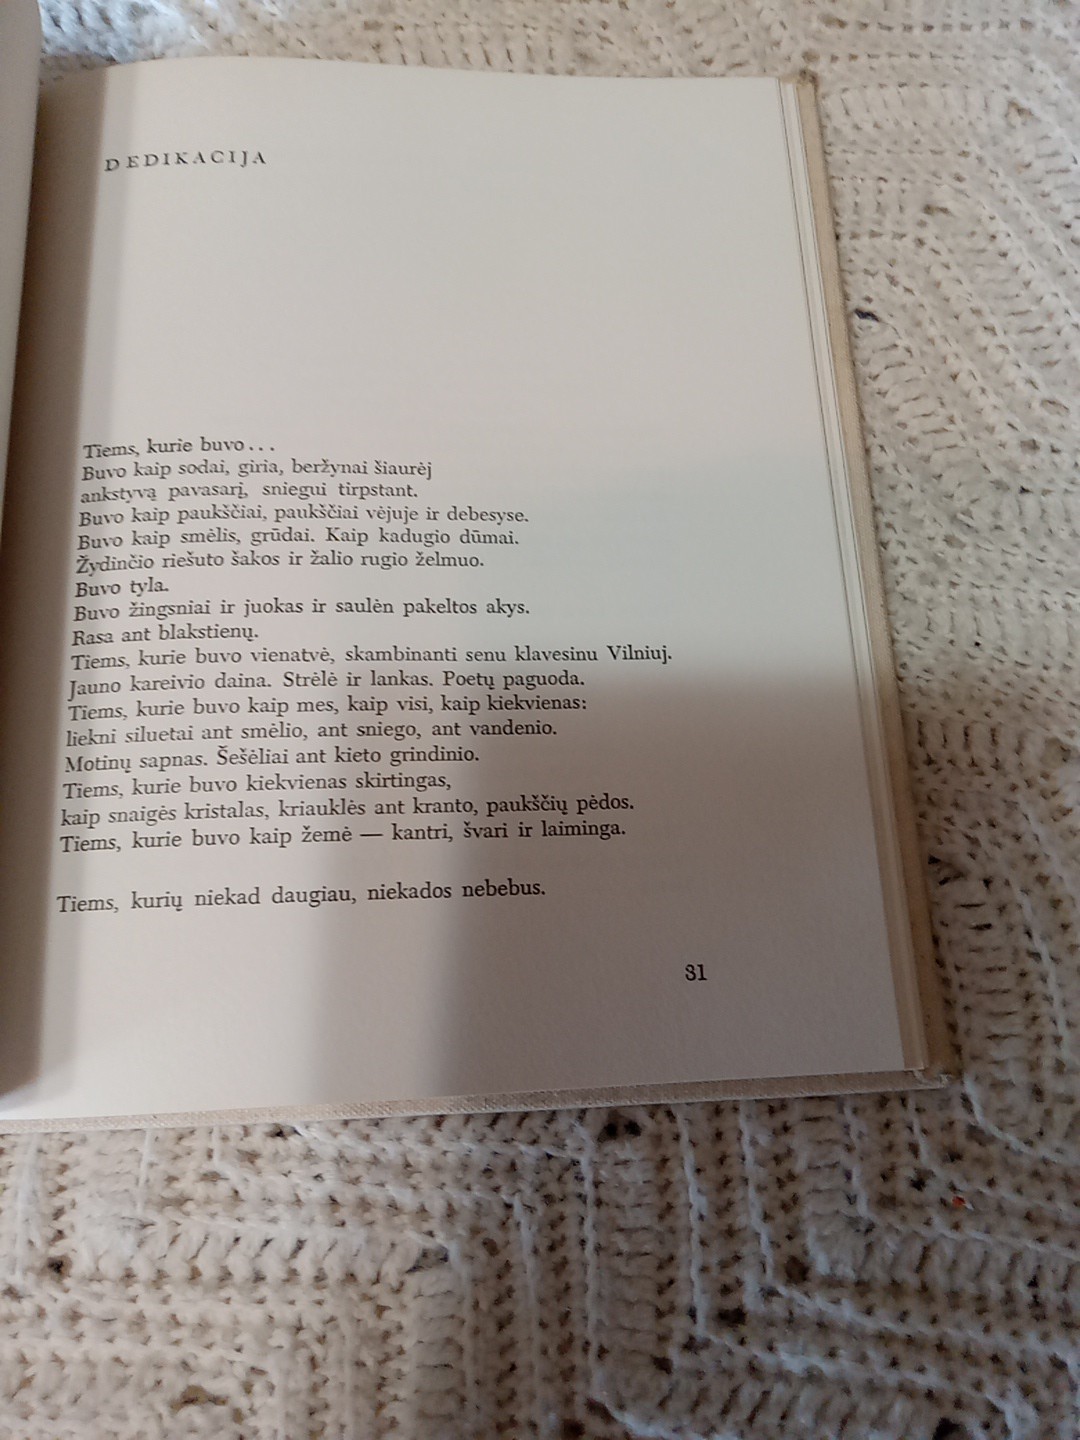 DEDIKACIJA
Tiems, kurie buvo...
Buvo kaip sodai, giria, beržynai šiaurėj
ankstyvą pavasarį, sniegui tirpstant.
Buvo kaip paukščiai, paukščiai vėjuje ir debesyse.
Buvo kaip smėlis, grūdai. Kaip kadugio dūmai.
Žydinčio riešuto šakos ir žalio rugio želmuo.
Buvo tyla.
Buvo žingsniai ir juokas ir saulėn pakeltos akys.
Rasa ant blakstienų.
Tiems, kurie buvo vienatvė, skambinanti senu klavesinu Vilniuj.
Jauno kareivio daina. Strėlė ir lankas. Poetų paguoda.
Tiems, kurie buvo kaip mes, kaip visi, kaip kiekvienas:
liekni siluetai ant smėlio, ant sniego, ant vandenio.
Motinų sapnas. Šešėliai ant kieto grindinio.
Tiems, kurie buvo kiekvienas skirtingas,
kaip snaigės kristalas, kriauklės ant kranto, paukščių pėdos.
Tiems, kurie buvo kaip žemė — kantri, švari ir laiminga.
Tiems, kurių niekad daugiau, niekados nebebus.
31